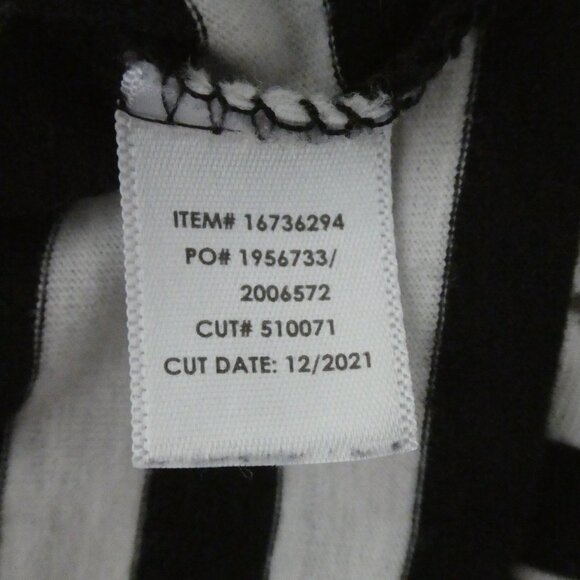 ITEM# 16736294
PO# 1956733/
2006572
CUT# 510071
CUT DATE: 12/2021